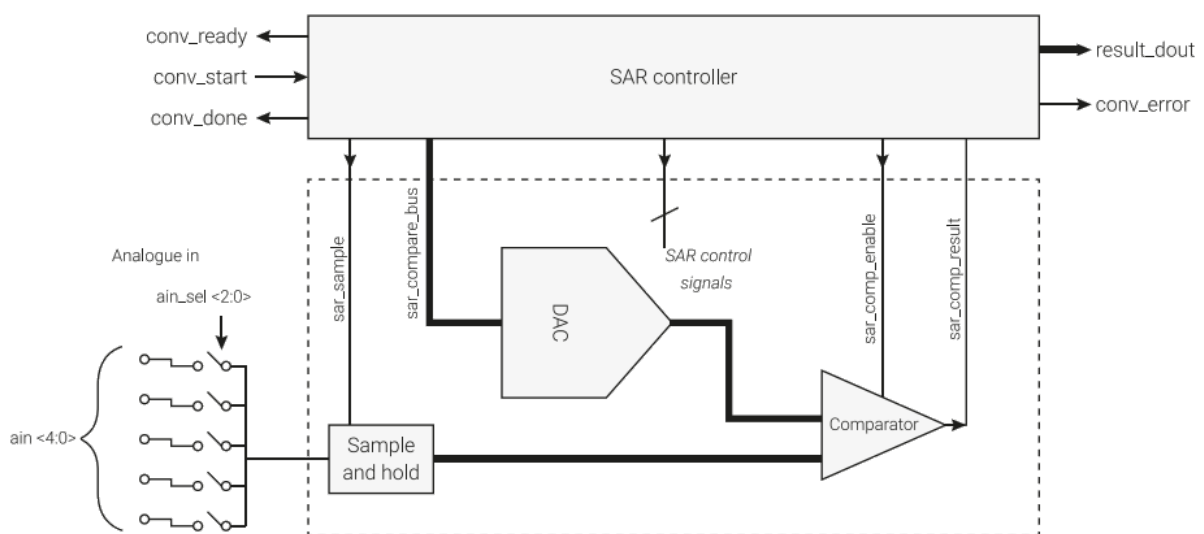 conv_ready
conv_start
conv_done
SAR controller
result_dout
conv_error
sar_sample
sar_compare_bus
SAR control
signals
sar_comp_enable
sar_comp_result
Analogue in
ain_sel <2:0>
DAC
ain <4:0>
Sample
and hold
Comparator